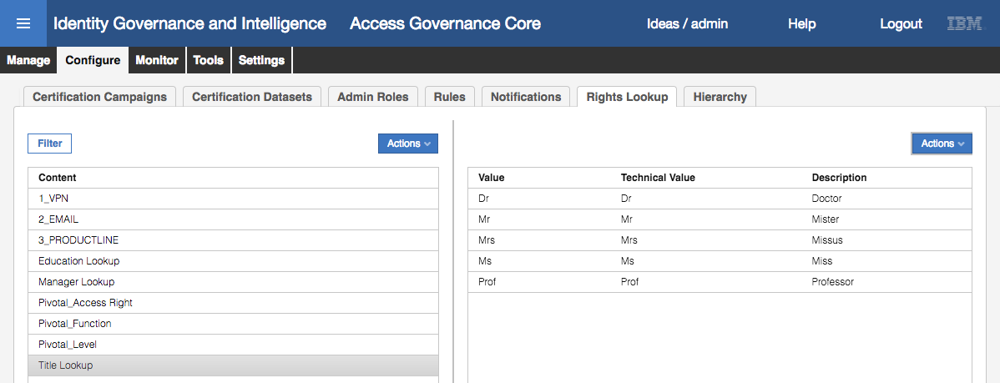 Identity Governance and Intelligence Access Governance Core Ideas / admin Help Logout IBM
Manage Configure Monitor Tools Settings
Certification Campaigns Certification Datasets Admin Roles Rules Notifications Rights Lookup Hierarchy
Filter Actions Actions
Content
1_VPN
2_EMAIL
3_PRODUCTLINE
Education Lookup
Manager Lookup
Pivotal_Access Right
Pivotal_Function
Pivotal_Level
Title Lookup
Value Technical Value Description
Dr Dr Doctor
Mr Mr Mister
Mrs Mrs Missus
Ms Ms Miss
Prof Prof Professor